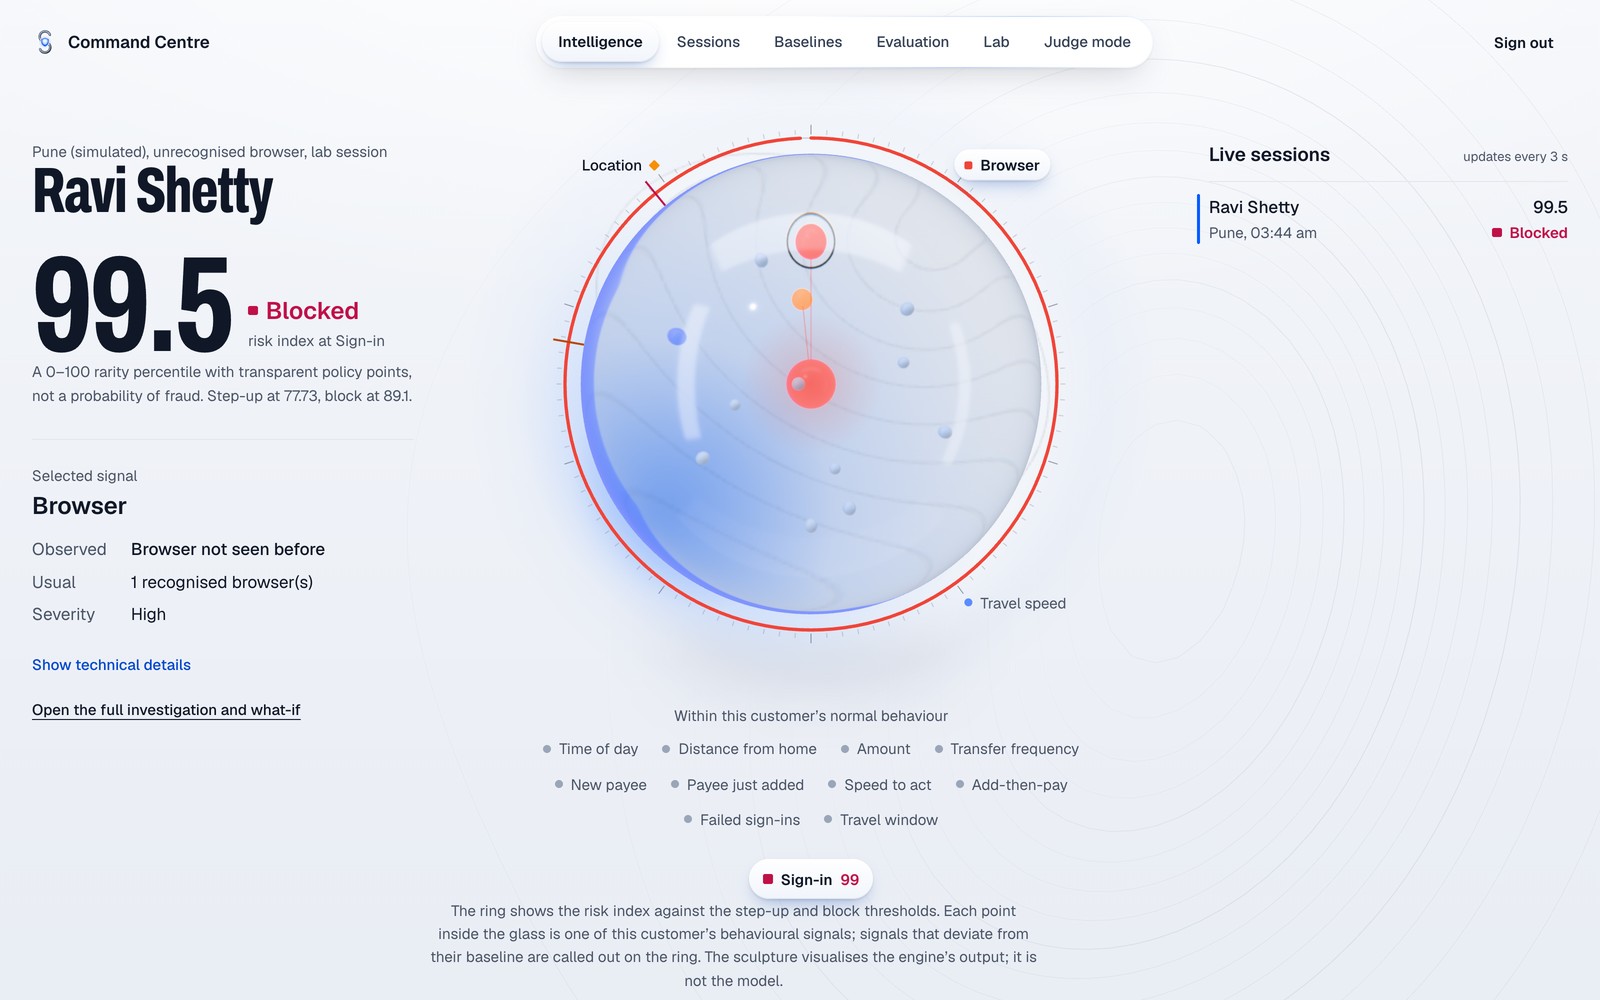 Command Centre
Intelligence
Sessions
Baselines
Evaluation
Lab
Judge mode
Sign out
Pune (simulated), unrecognised browser, lab session
Ravi Shetty
99.5
Blocked
risk index at Sign-in
A 0–100 rarity percentile with transparent policy points,
not a probability of fraud. Step-up at 77.73, block at 89.1.
Selected signal
Browser
Observed Browser not seen before
Usual 1 recognised browser(s)
Severity High
Show technical details
Open the full investigation and what-if
Location
Browser
Travel speed
Within this customer’s normal behaviour
Time of day Distance from home Amount Transfer frequency
New payee Payee just added Speed to act Add-then-pay
Failed sign-ins Travel window
Sign-in 99
The ring shows the risk index against the step-up and block thresholds. Each point
inside the glass is one of this customer’s behavioural signals; signals that deviate from
their baseline are called out on the ring. The sculpture visualises the engine’s output; it is
not the model.
Live sessions updates every 3 s
Ravi Shetty 99.5
Pune, 03:44 am Blocked